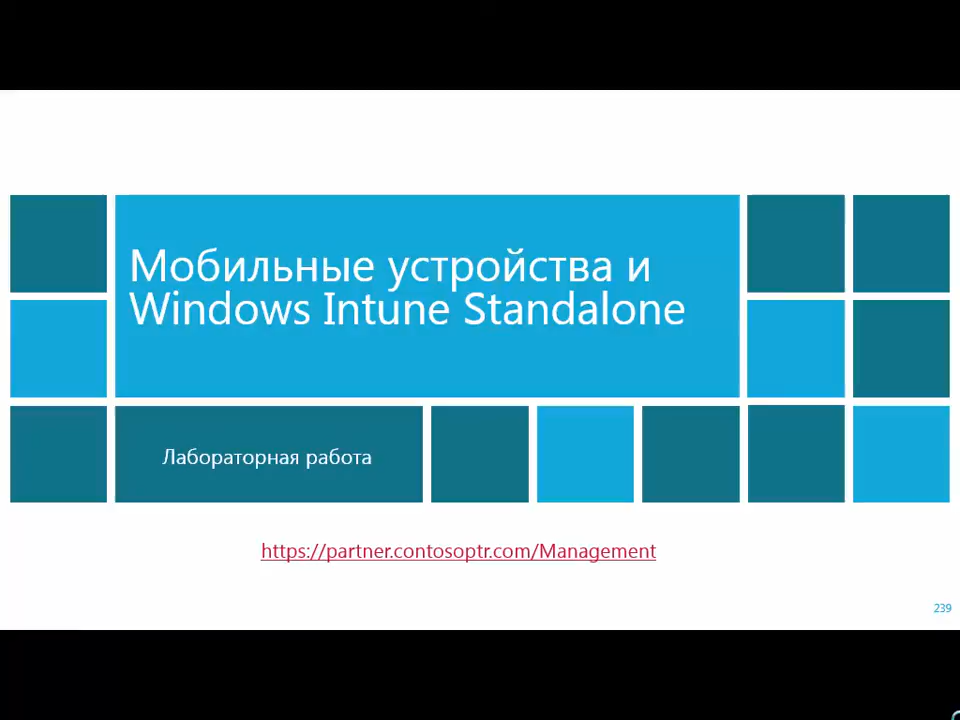 Мобильные устройства и
Windows Intune Standalone
Лабораторная работа
https://partner.contosoptr.com/Management
239